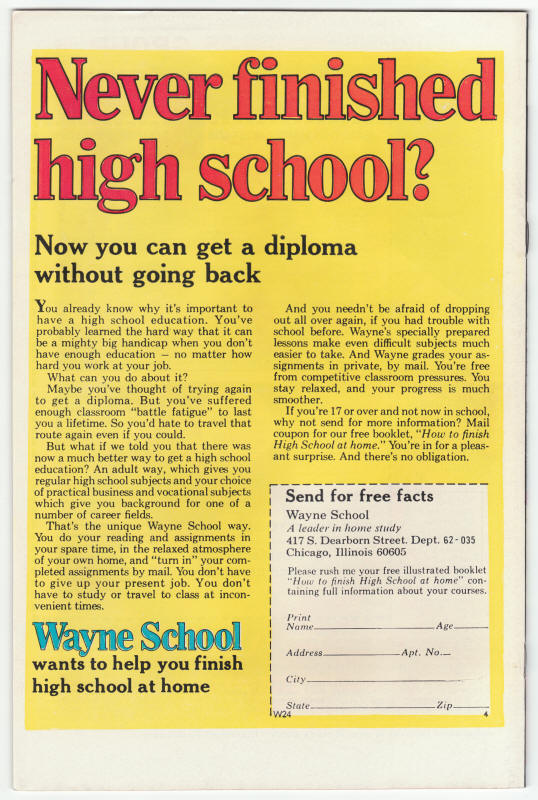 Never finished
high school?
Now you can get a diploma
without going back
You already know why it's important to
have a high school education. You've
probably learned the hard way that it can
be a mighty big handicap when you don't
have enough education – no matter how
hard you work at your job.
What can you do about it?
Maybe you've thought of trying again
to get a diploma. But you've suffered
enough classroom "battle fatigue" to last
you a lifetime. So you'd hate to travel that
route again even if you could.
But what if we told you that there was
now a much better way to get a high school
education? An adult way, which gives you
regular high school subjects and your choice
of practical business and vocational subjects
which give you background for one of a
number of career fields.
That's the unique Wayne School way.
You do your reading and assignments in
your spare time, in the relaxed atmosphere
of your own home, and "turn in" your com-
pleted assignments by mail. You don't have
to give up your present job. You don't
have to study or travel to class at incon-
venient times.
Wayne School
wants to help you finish
high school at home
And you needn't be afraid of dropping
out all over again, if you had trouble with
school before. Wayne's specially prepared
lessons make even difficult subjects much
easier to take. And Wayne grades your as-
signments in private, by mail. You're free
from competitive classroom pressures. You
stay relaxed, and your progress is much
smoother.
If you're 17 or over and not now in school,
why not send for more information? Mail
coupon for our free booklet, "How to finish
High School at home." You're in for a pleas-
ant surprise. And there's no obligation.
Send for free facts
Wayne School
A leader in home study
417 S. Dearborn Street. Dept. 62-035
Chicago, Illinois 60605
Please rush me your free illustrated booklet
"How to finish High School at home" con-
taining full information about your courses.
Print
Name Age
Address Apt. No.
City
State Zip
W24 4